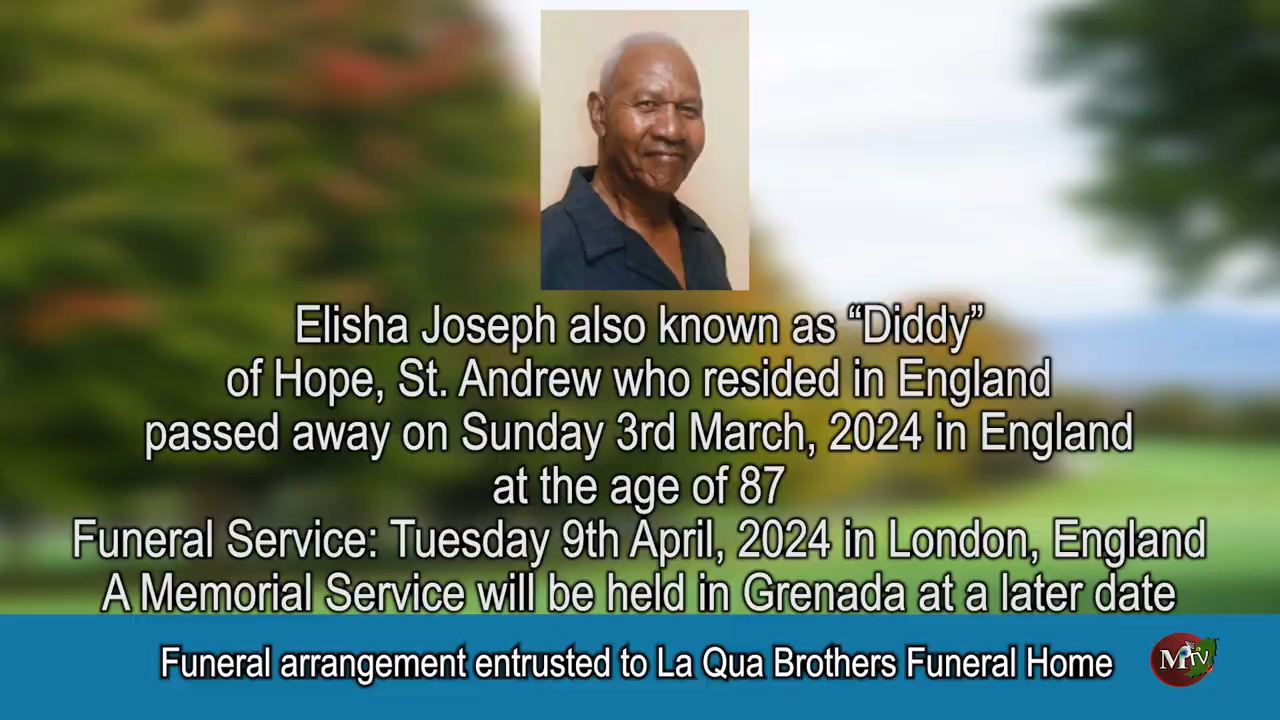 Elisha Joseph also known as “Diddy”
of Hope, St. Andrew who resided in England
passed away on Sunday 3rd March, 2024 in England
at the age of 87
Funeral Service: Tuesday 9th April, 2024 in London, England
A Memorial Service will be held in Grenada at a later date
Funeral arrangement entrusted to La Qua Brothers Funeral Home
MTV